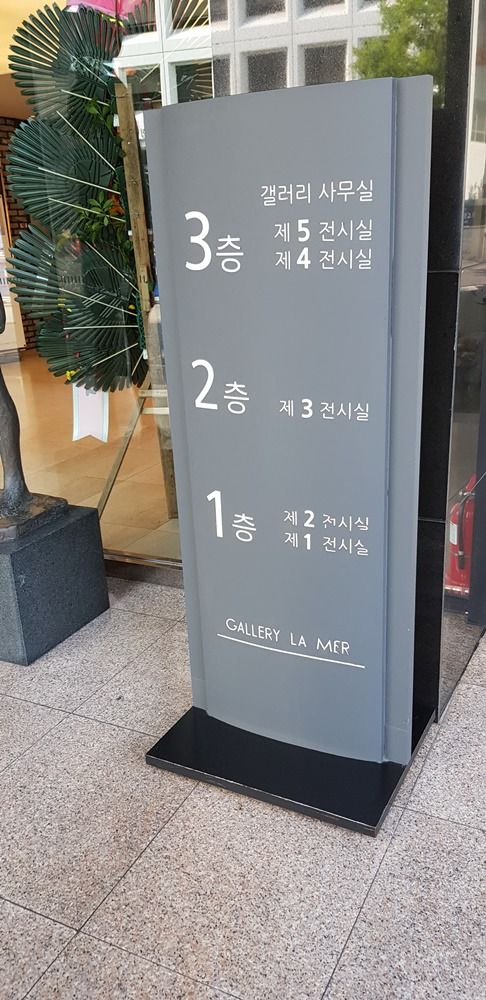 갤러리 사무실
3층 제 5 전시실
제 4 전시실
2층 제 3 전시실
1층 제 2 전시실
제 1 전시실
GALLERY LA MER